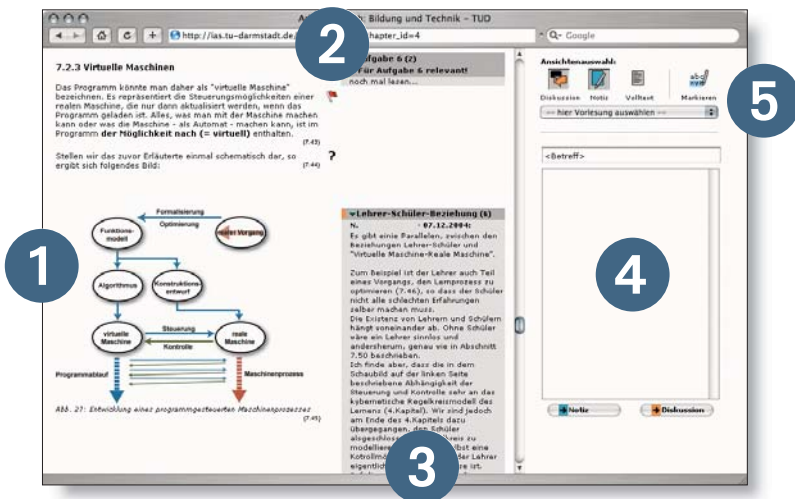 A : Bildung und Technik – TUD
http://ias.tu-darmstadt.de/ hapter_id=4
Q- Google
2
7.2.3 Virtuelle Maschinen
Das Programm könnte man daher als "virtuelle Maschine"
bezeichnen. Es repräsentiert die Steuerungsmöglichkeiten einer
realen Maschine, die nur dann aktualisiert werden, wenn das
Programm geladen ist. Alles, was man mit der Maschine machen
kann oder was die Maschine - als Automat - machen kann, ist im
Programm der Möglichkeit nach (= virtuell) enthalten.
(7.43)
Stellen wir das zuvor Erläuterte einmal schematisch dar, so
ergibt sich folgendes Bild:
(7.44)
?
1
Formalisierung
Optimierung
Funktions-
modell
realer Vorgang
Algorithmus
Konstruktions-
entwurf
virtuelle
Maschine
Steuerung
Kontrolle
reale
Maschine
Programmablauf
Maschinenprozess
Abb. 27: Entwicklung eines programmgesteuerten Maschinenprozesses
(7.45)
fgabe 6 (2)
Für Aufgabe 6 relevant!
noch mal lesen...
Lehrer-Schüler-Beziehung (6)
N. - 07.12.2004:
Es gibt einie Parallelen, zwischen den
Beziehungen Lehrer-Schüler und
"Virtuelle Maschine-Reale Maschine".
Zum Beispiel ist der Lehrer auch Teil
eines Vorgangs, den Lernprozess zu
optimieren (7.46), so dass der Schüler
nicht alle schlechten Erfahrungen
selber machen muss.
Die Existenz von Lehrern und Schülern
hängt voneinander ab. Ohne Schüler
wäre ein Lehrer sinnlos und
andersherum, genau wie in Abschnitt
7.50 beschrieben.
Ich finde aber, dass die in dem
Schaubild auf der linken Seite
beschriebene Abhängigkeit der
Steuerung und Kontrolle sehr an das
kybernetische Regelkreismodell des
Lernens (4.Kapitel). Wir sind jedoch
am Ende des 4.Kapitels dazu
übergegangen, den Schüler
als zu
modellier
der Lehrer
eigentlich ist.
3
Ansichtenauswahl:
Diskussion Notiz Volltext Markieren
== hier Vorlesung auswählen ==
5
<Betreff>
4
Notiz
Diskussion